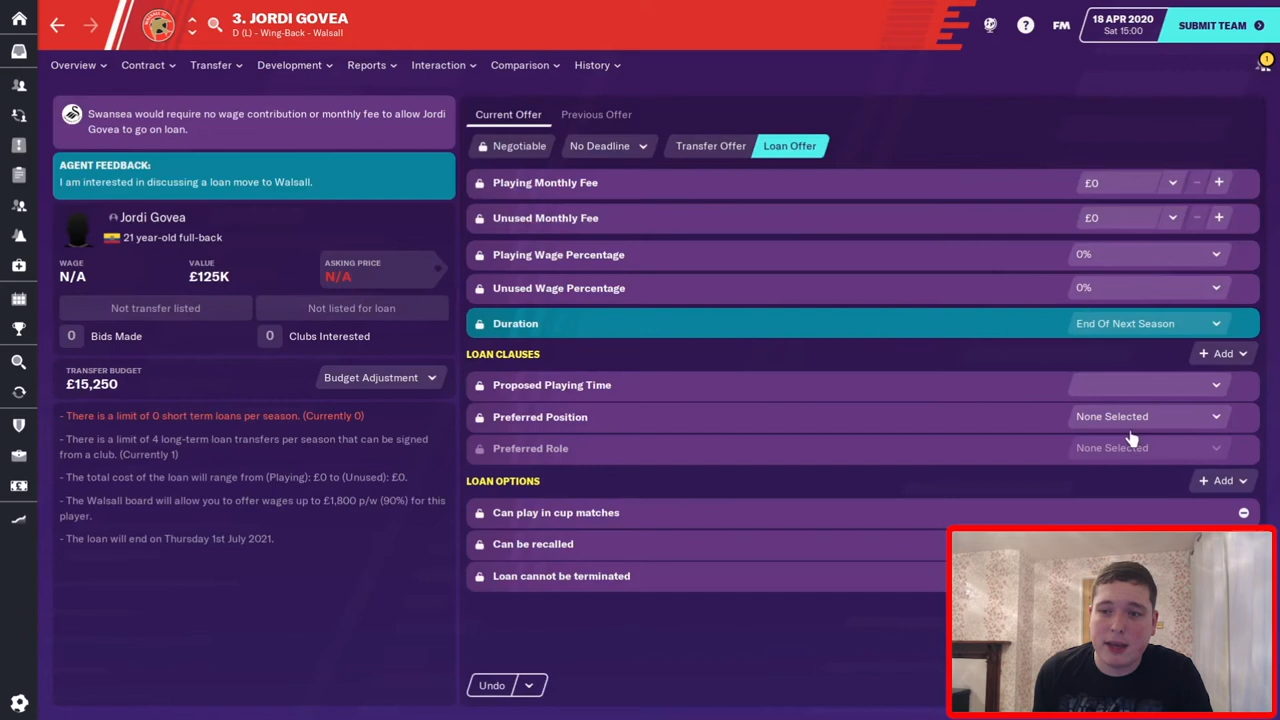 3. JORDI GOVEA
D (L) - Wing-Back - Walsall
FM
18 APR 2020
Sat 15:00
SUBMIT TEAM
1
Overview
Contract
Transfer
Development
Reports
Interaction
Comparison
History
Swansea would require no wage contribution or monthly fee to allow Jordi
Govea to go on loan.
AGENT FEEDBACK:
I am interested in discussing a loan move to Walsall.
Jordi Govea
21 year-old full-back
WAGE
N/A
VALUE
£125K
ASKING PRICE
N/A
Not transfer listed
Not listed for loan
0 Bids Made
0 Clubs Interested
TRANSFER BUDGET
£15,250
Budget Adjustment
- There is a limit of 0 short term loans per season. (Currently 0)
- There is a limit of 4 long-term loan transfers per season that can be signed
from a club. (Currently 1)
- The total cost of the loan will range from (Playing): £0 to (Unused): £0.
- The Walsall board will allow you to offer wages up to £1,800 p/w (90%) for this
player.
- The loan will end on Thursday 1st July 2021.
Current Offer
Previous Offer
Negotiable
No Deadline
Transfer Offer
Loan Offer
Playing Monthly Fee £0
Unused Monthly Fee £0
Playing Wage Percentage 0%
Unused Wage Percentage 0%
Duration End Of Next Season
LOAN CLAUSES + Add
Proposed Playing Time
Preferred Position None Selected
Preferred Role None Selected
LOAN OPTIONS + Add
Can play in cup matches
Can be recalled
Loan cannot be terminated
Undo